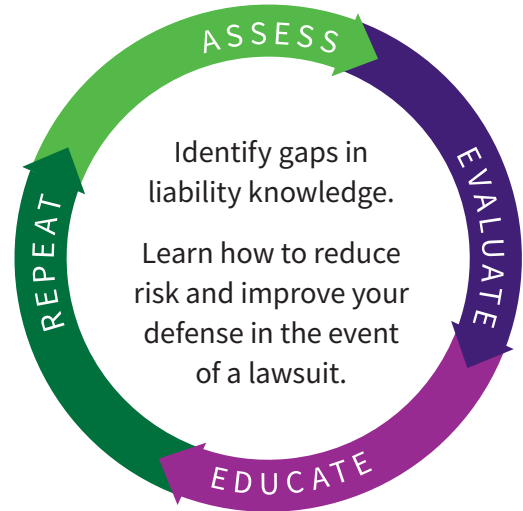 ASSESS
EVALUATE
EDUCATE
REPEAT
Identify gaps in
liability knowledge.
Learn how to reduce
risk and improve your
defense in the event
of a lawsuit.